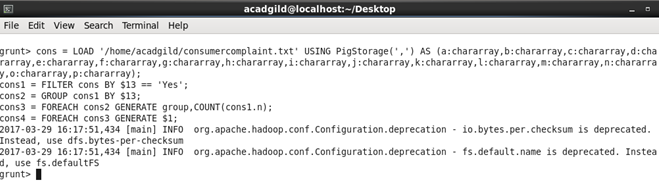 acadgild@localhost:~/Desktop
File Edit View Search Terminal Help
grunt> cons = LOAD '/home/acadgild/consumercomplaint.txt' USING PigStorage(',') AS (a:chararray,b:chararray,c:chararray,d:cha
rarray,e:chararray,f:chararray,g:chararray,h:chararray,i:chararray,j:chararray,k:chararray,l:chararray,m:chararray,n:chararra
y,o:chararray,p:chararray);
cons1 = FILTER cons BY $13 == 'Yes';
cons2 = GROUP cons1 BY $13;
cons3 = FOREACH cons2 GENERATE group,COUNT(cons1.n);
cons4 = FOREACH cons3 GENERATE $1;
2017-03-29 16:17:51,434 [main] INFO  org.apache.hadoop.conf.Configuration.deprecation - io.bytes.per.checksum is deprecated.
Instead, use dfs.bytes-per-checksum
2017-03-29 16:17:51,434 [main] INFO  org.apache.hadoop.conf.Configuration.deprecation - fs.default.name is deprecated. Instea
d, use fs.defaultFS
grunt>